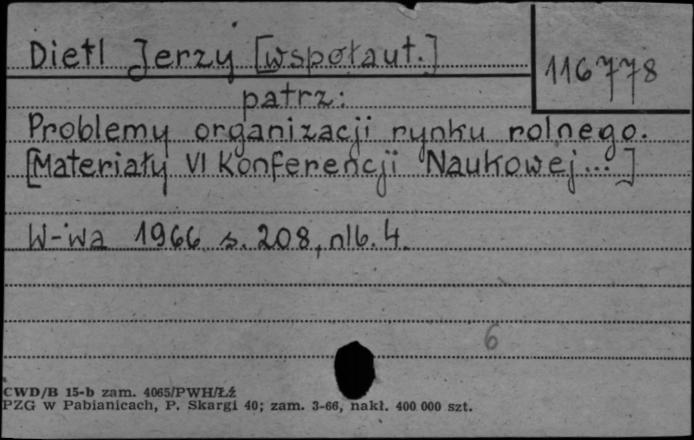 Dietl Jerzy [współaut.]
116778
patrz:
Problemy organizacji rynku rolnego.
[Materiały VI Konferencji Naukowej...]
W-wa 1966 s. 208, nlb. 4.
6
CWD/B 15-b zam. 4065/PWH/Łź
PZG w Pabianicach, P. Skargi 40; zam. 3-66, nakł. 400 000 szt.